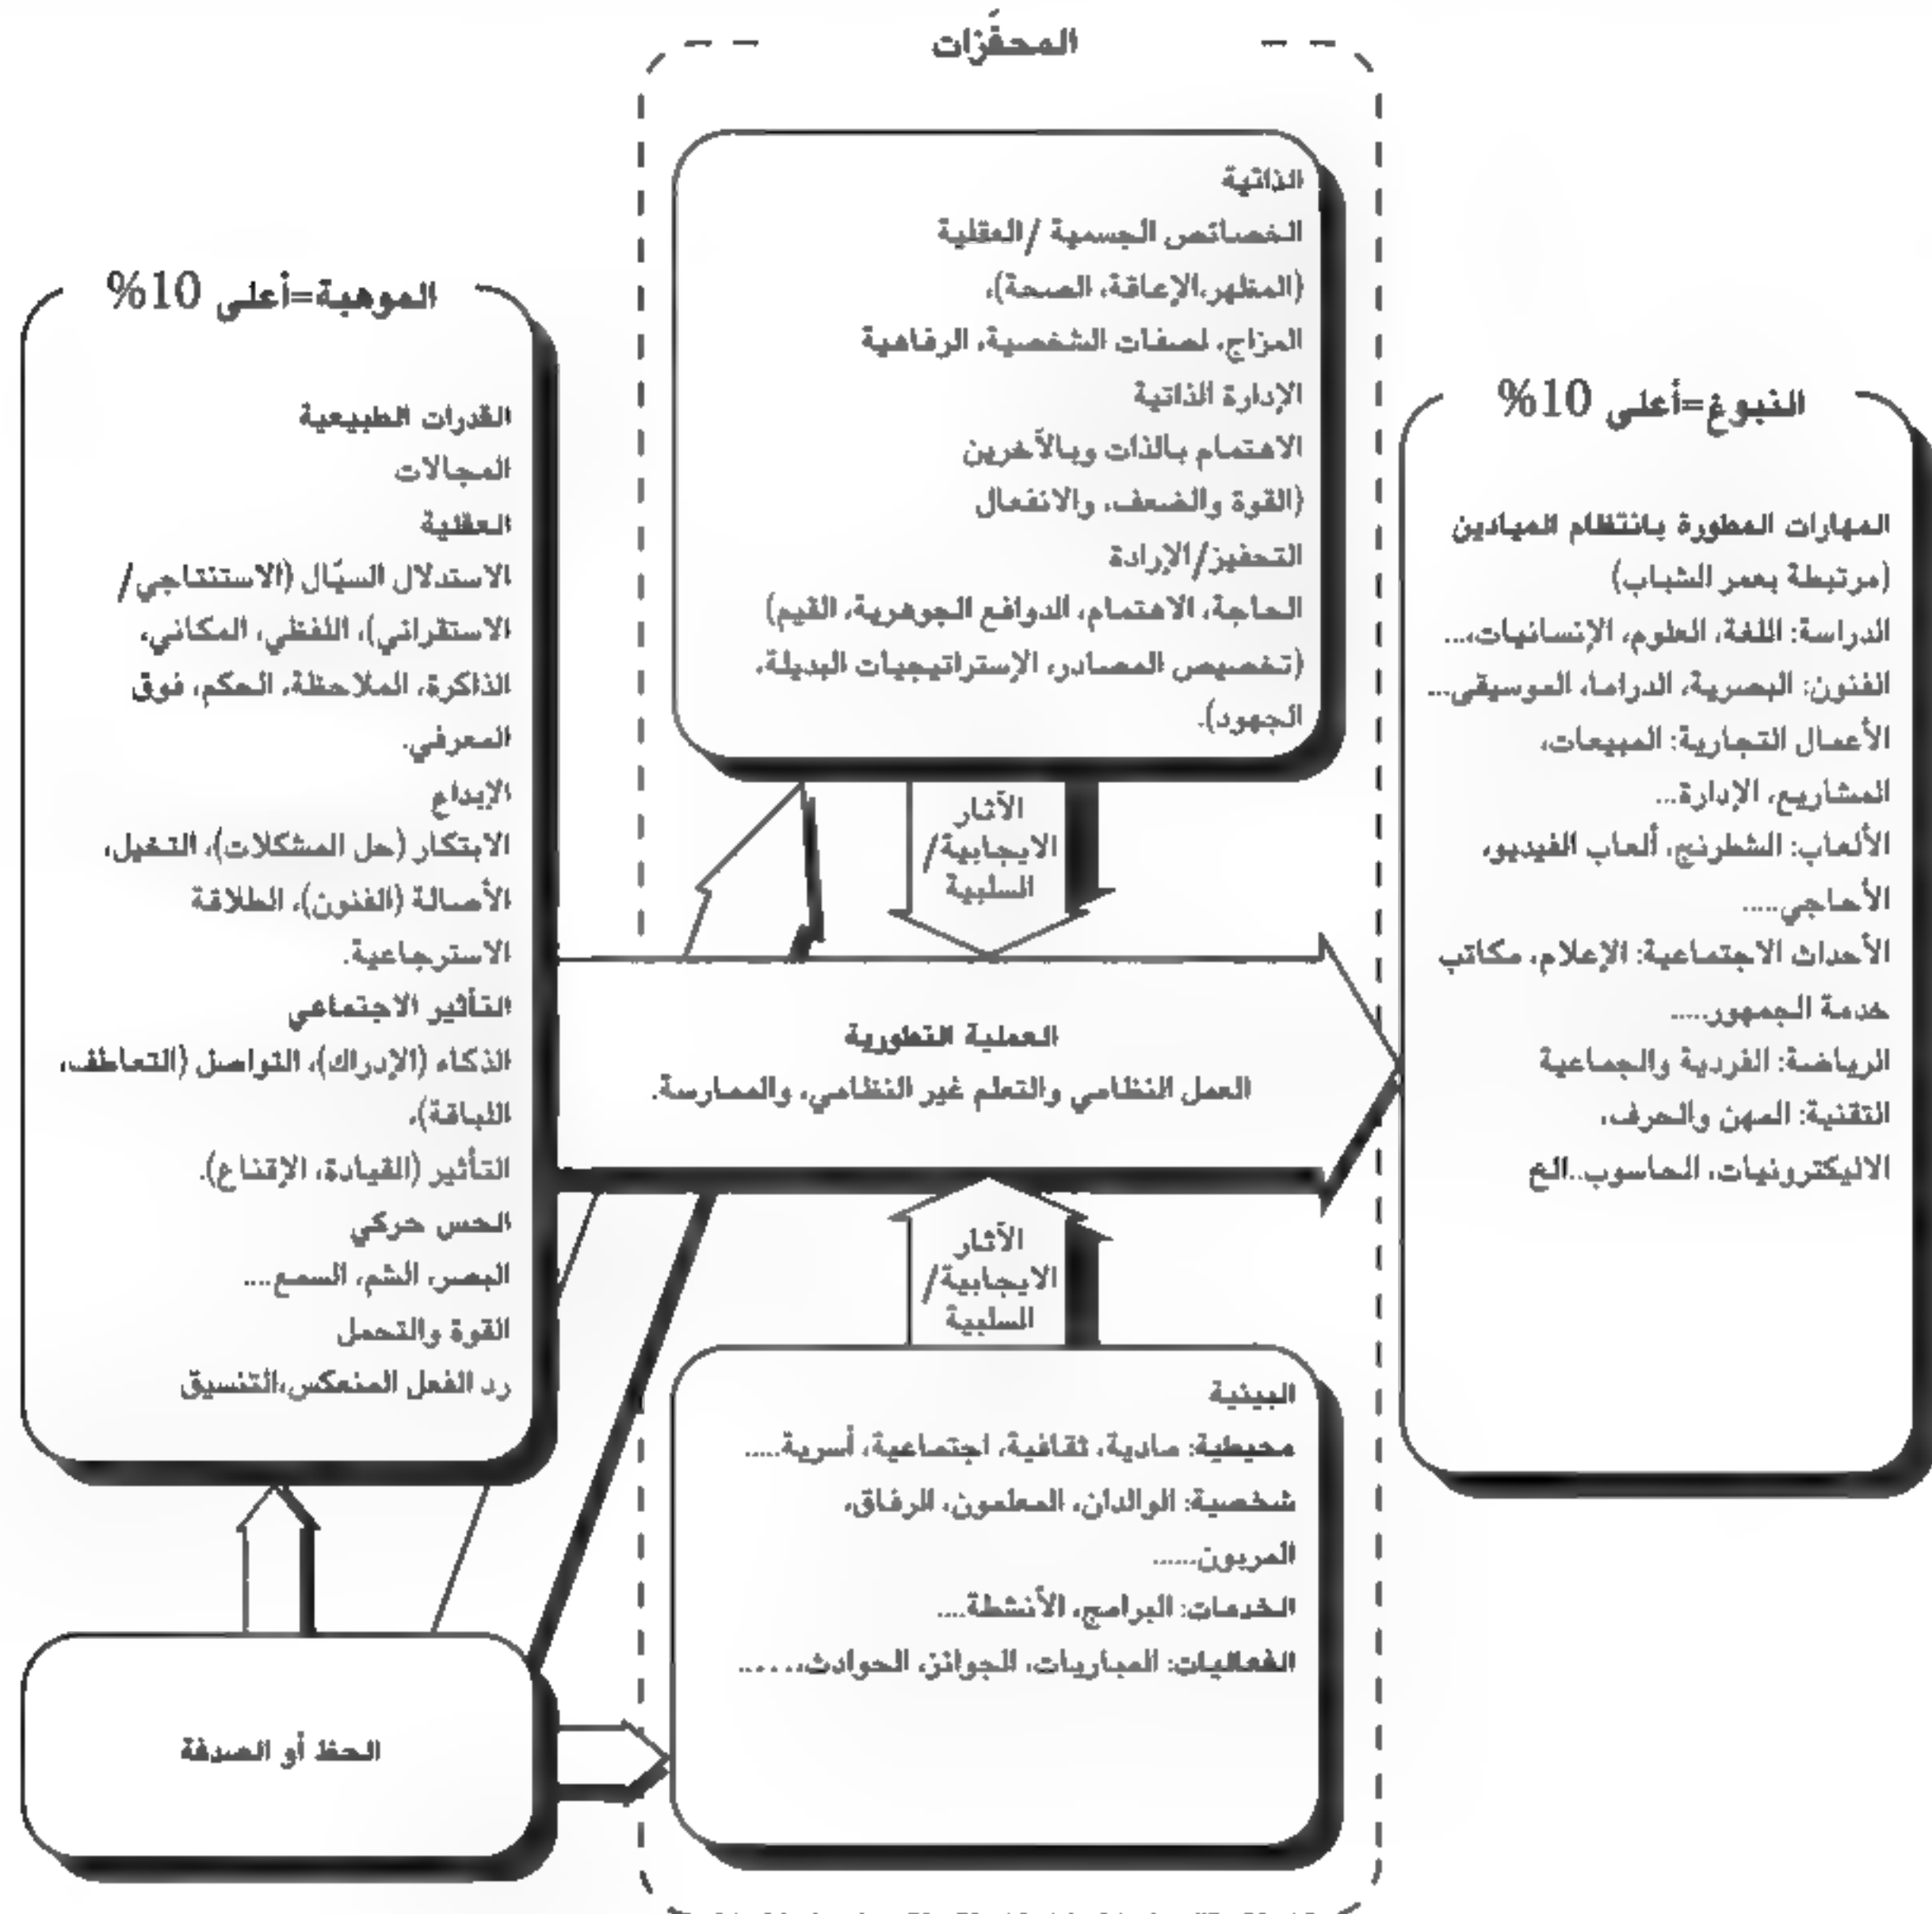 المحفّزات
الذاتية
الخصائص الجسمية /العقلية
(المظهر،الإعاقة، الصحة)،
المزاج، لصفات الشخصية، الرفاهية
الإدارة الذاتية
الاهتمام بالذات وبالآخرين
(القوة والضعف، والانفعال
التحفيز/الإرادة
الحاجة، الاهتمام، الدوافع الجوهرية، القيم)
(تخصيص المصادر، الإستراتيجيات البديلة،
الجهود).
الموهبة=أعلى 10%
القدرات الطبيعية
المجالات
العقلية
الاستدلال السيّال (الاستنتاجي/
الاستقرائي)، اللفظي، المكاني،
الذاكرة، الملاحظة، الحكم، فوق
المعرفي.
الإبداع
الابتكار (حل المشكلات)، التخيل،
الأصالة (الفنون)، الطلاقة
الاسترجاعية.
التأثير الاجتماعي
الذكاء (الإدراك)، التواصل (التعاطف،
اللباقة)،
التأثير (القيادة، الإقناع).
الحس حركي
البصر، الشم، السمع....
القوة والتحمل
رد الفعل المنعكس،التنسيق
النبوغ=أعلى 10%
المهارات المطورة بانتظام الميادين
(مرتبطة بعمر الشباب)
الدراسة: اللغة، العلوم، الإنسانيات،...
الفنون: البصرية، الدراما، الموسيقى...
الأعمال التجارية: المبيعات،
المشاريع، الإدارة...
الألعاب: الشطرنج، ألعاب الفيديو،
الأحاجي.....
الأحداث الاجتماعية: الإعلام، مكاتب
خدمة الجمهور.....
الرياضة: الفردية والجماعية
التقنية: المهن والحرف،
الاليكترونيات، الحاسوب..الع
الآثار
الايجابية/
السلبية
العملية التطورية
العمل النظامي والتعلم غير النظامي، والممارسة.
الآثار
الايجابية/
السلبية
البيئية
محيطية: مادية، ثقافية، اجتماعية، أسرية.....
شخصية: الوالدان، المعلمون، الرفاق،
المربون......
الخدمات: البرامج، الأنشطة....
الفعاليات: المباريات، الجوائز، الحوادث......
الحظ أو الصدفة